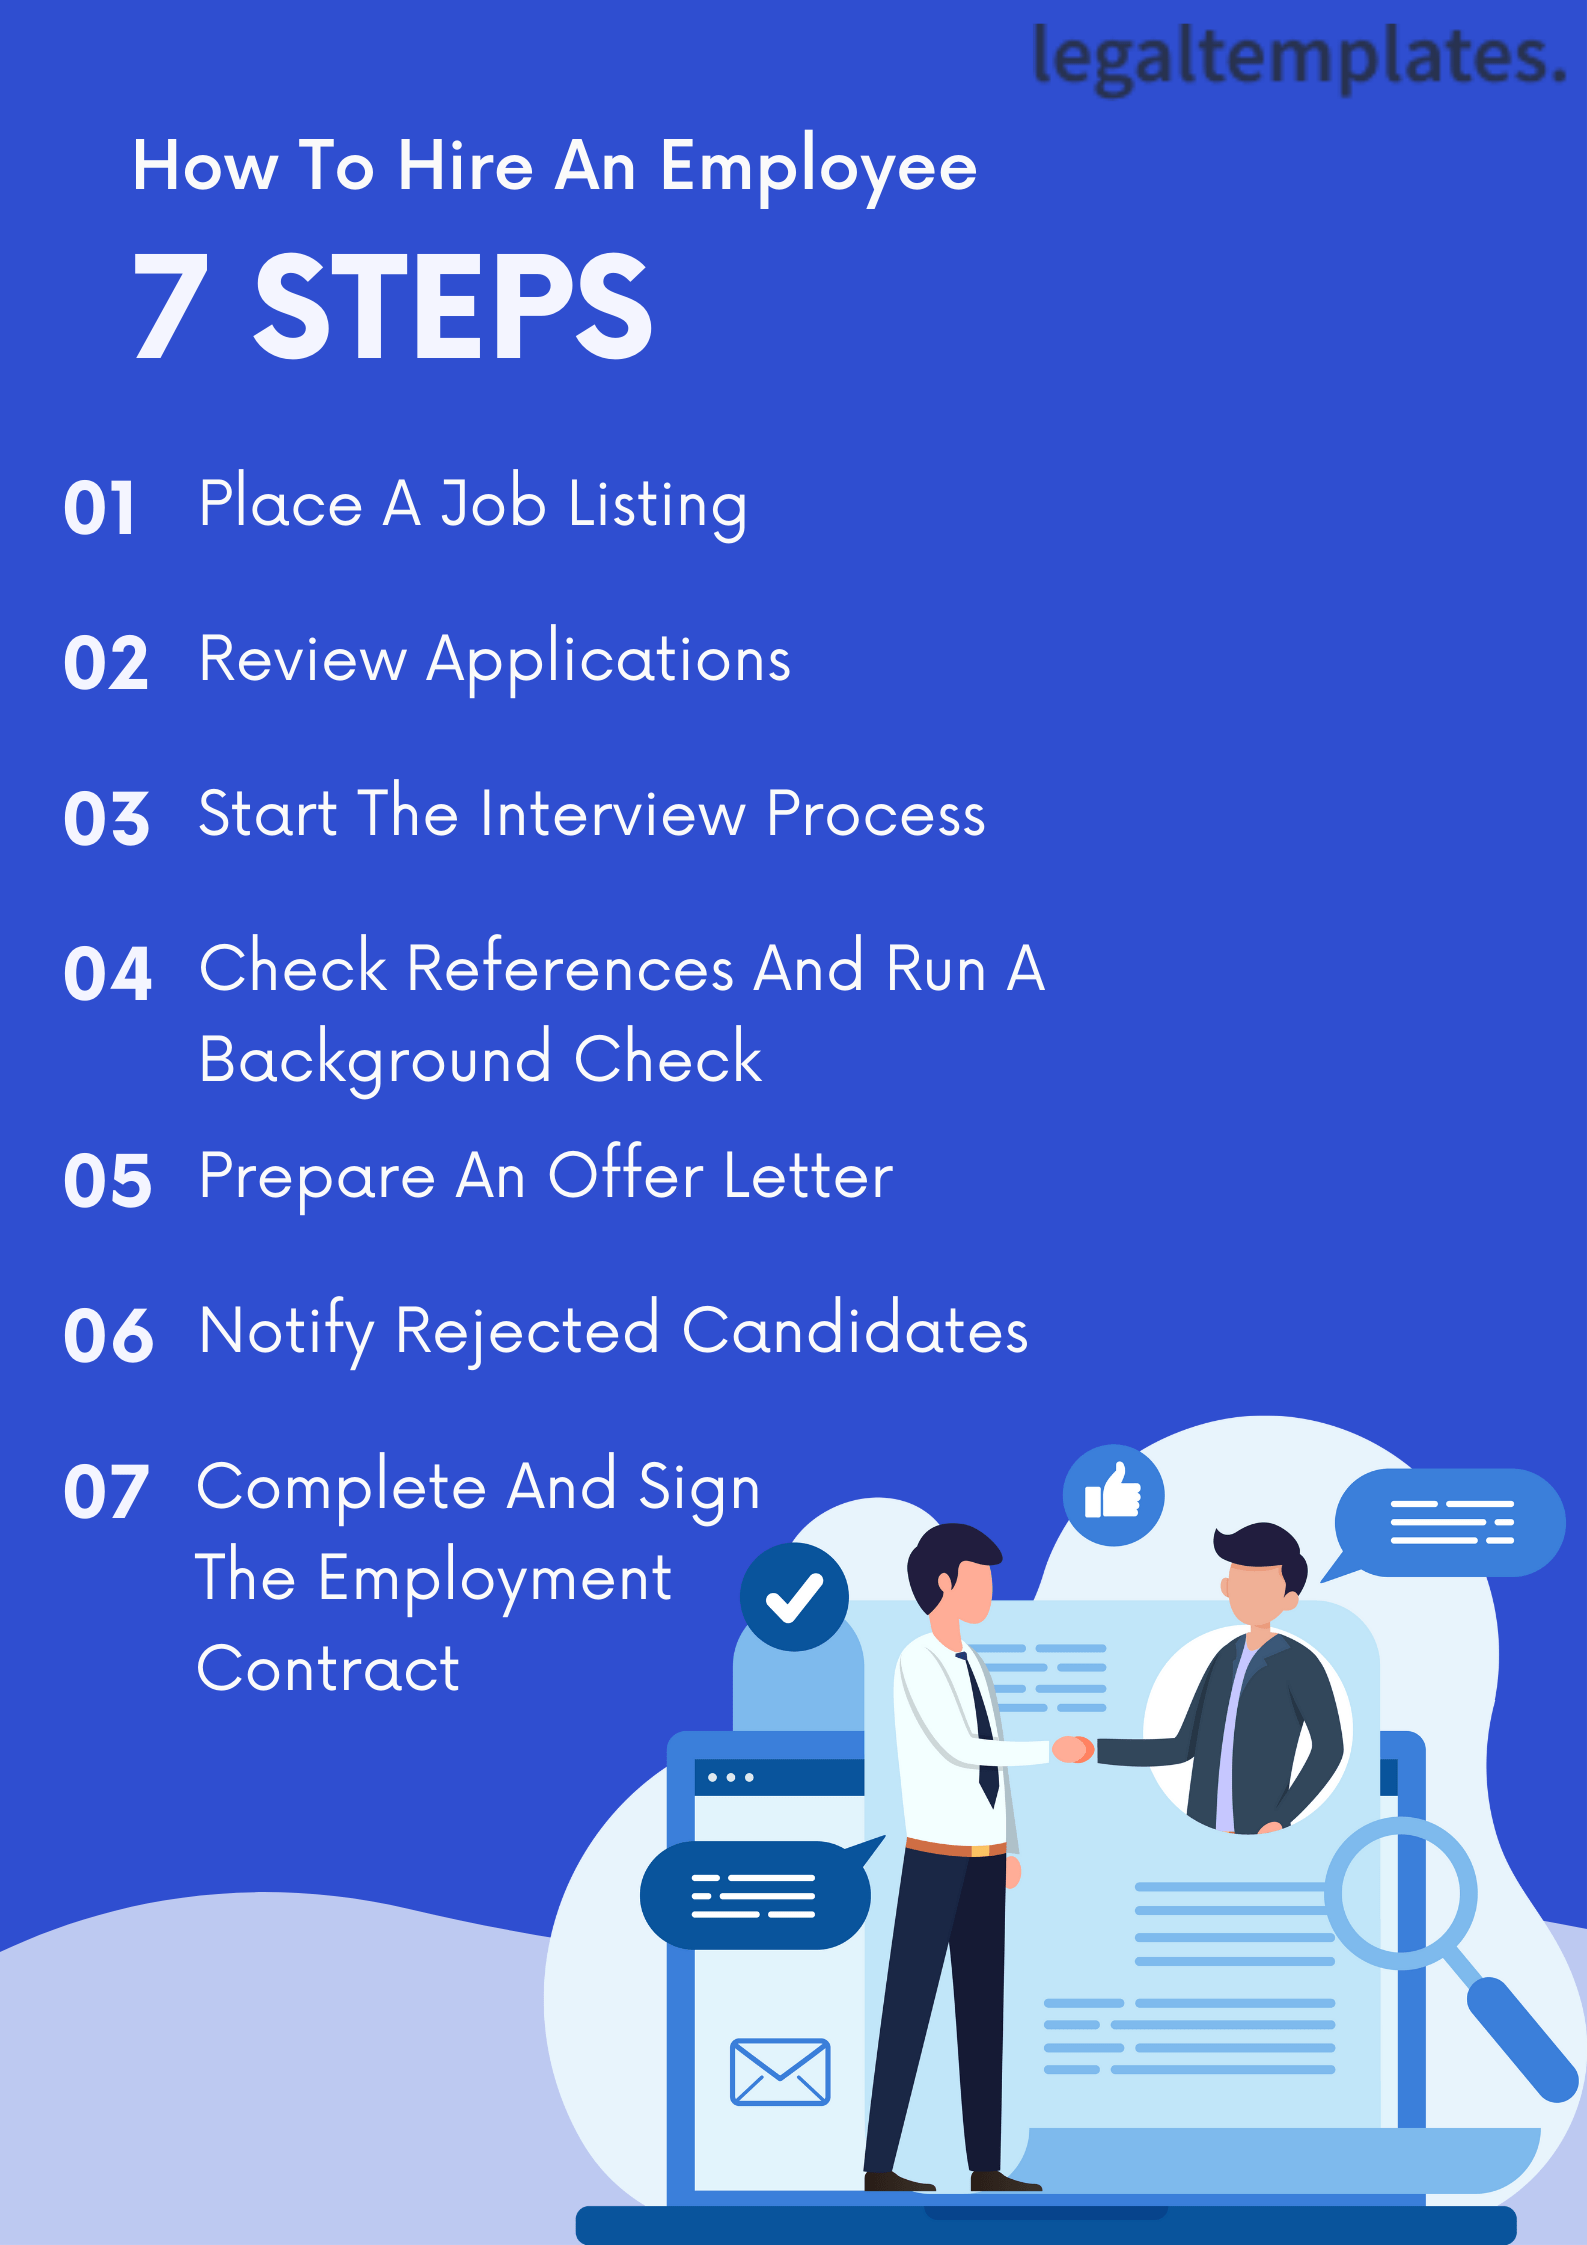 legaltemplates.
How To Hire An Employee
7 STEPS
01 Place A Job Listing
02 Review Applications
03 Start The Interview Process
04 Check References And Run A
Background Check
05 Prepare An Offer Letter
06 Notify Rejected Candidates
07 Complete And Sign
The Employment
Contract